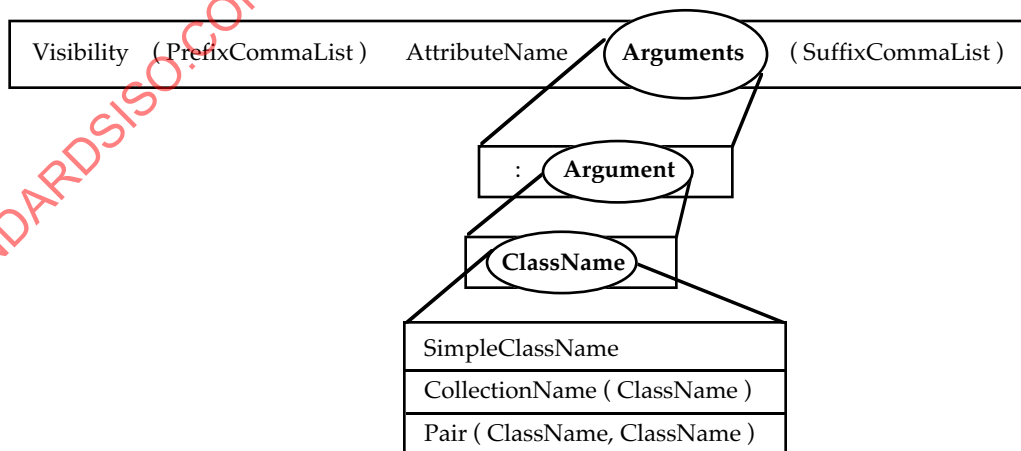 Visibility ( PrefixCommaList ) AttributeName Arguments ( SuffixCommaList )
: Argument
ClassName
SimpleClassName
CollectionName ( ClassName )
Pair ( ClassName, ClassName )